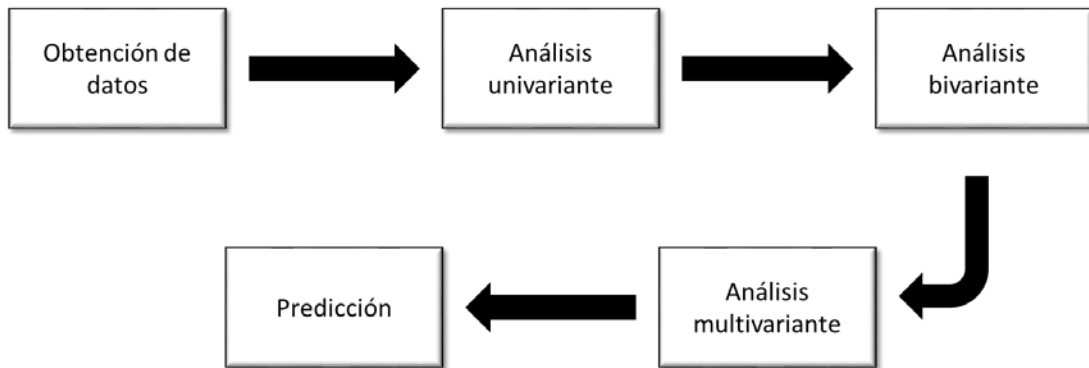 Obtención de
datos
Análisis
univariante
Análisis
bivariante
Análisis
multivariante
Predicción